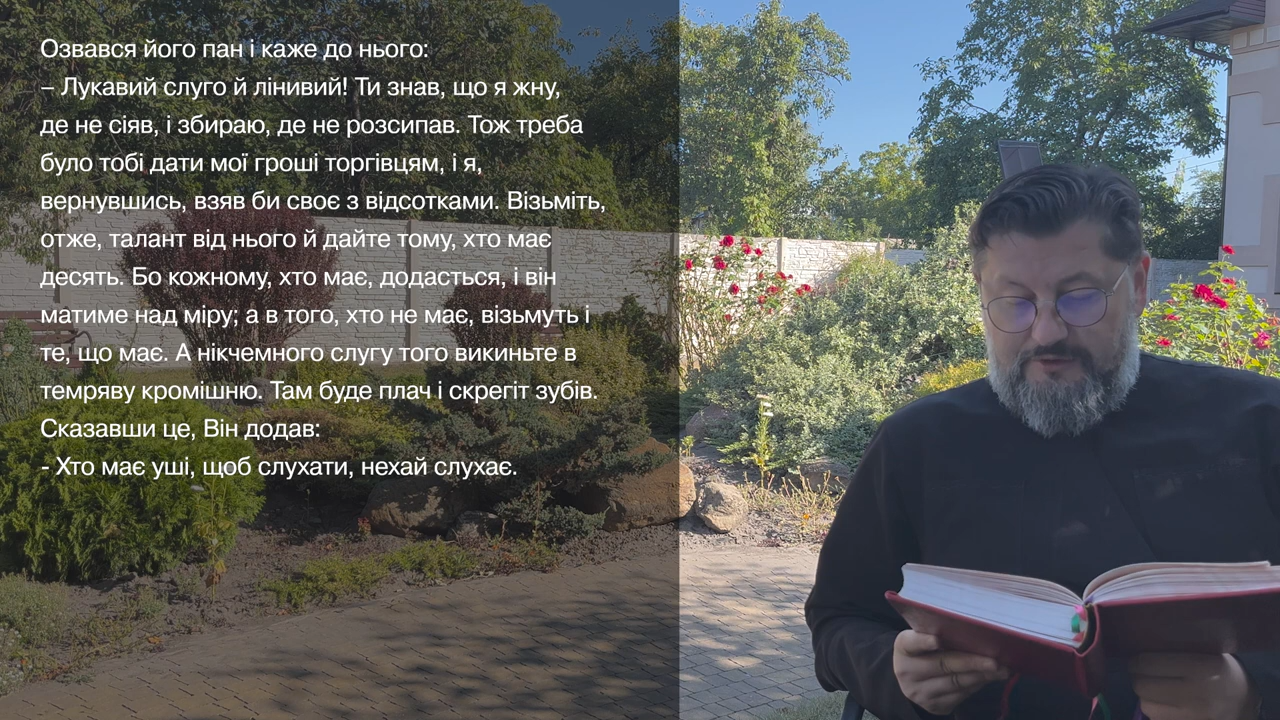 Озвався його пан і каже до нього:
– Лукавий слуго й лінивий! Ти знав, що я жну,
де не сіяв, і збираю, де не розсипав. Тож треба
було тобі дати мої гроші торгівцям, і я,
вернувшись, взяв би своє з відсотками. Візьміть,
отже, талант від нього й дайте тому, хто має
десять. Бо кожному, хто має, додасться, і він
матиме над міру; а в того, хто не має, візьмуть і
те, що має. А нікчемного слугу того викиньте в
темряву кромішню. Там буде плач і скрегіт зубів.
Сказавши це, Він додав:
- Хто має уші, щоб слухати, нехай слухає.